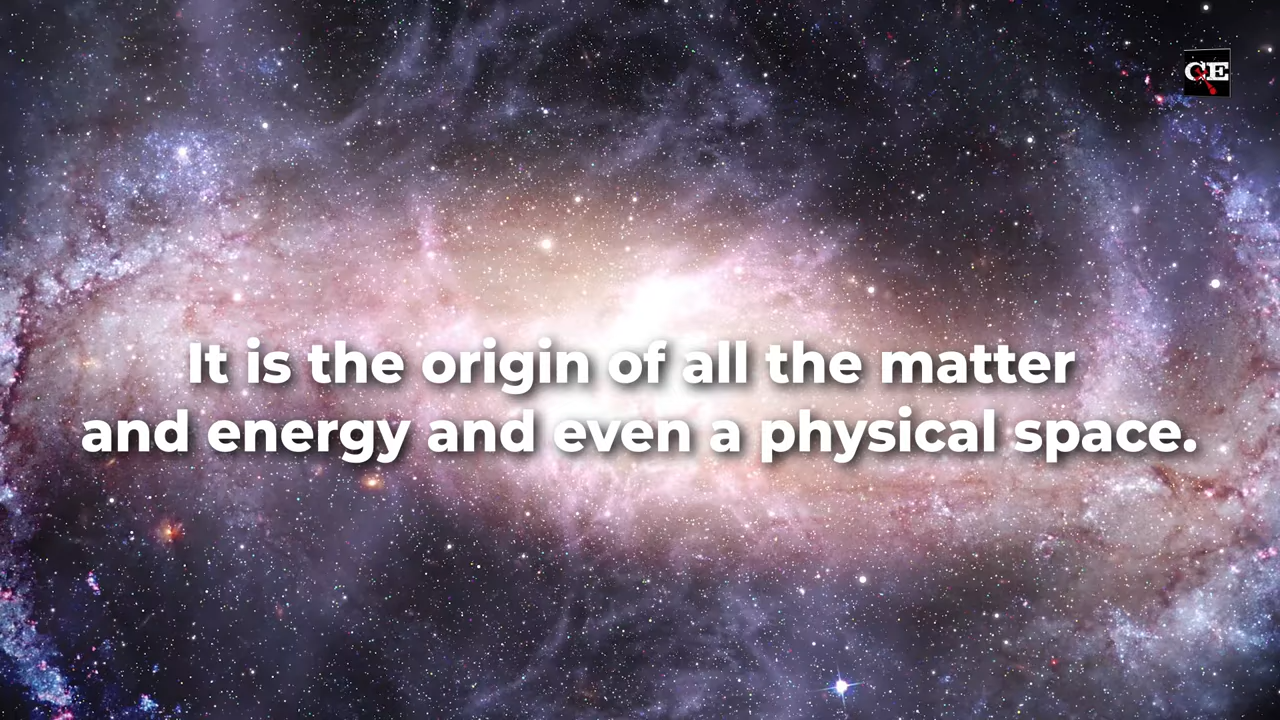 CE
It is the origin of all the matter
and energy and even a physical space.